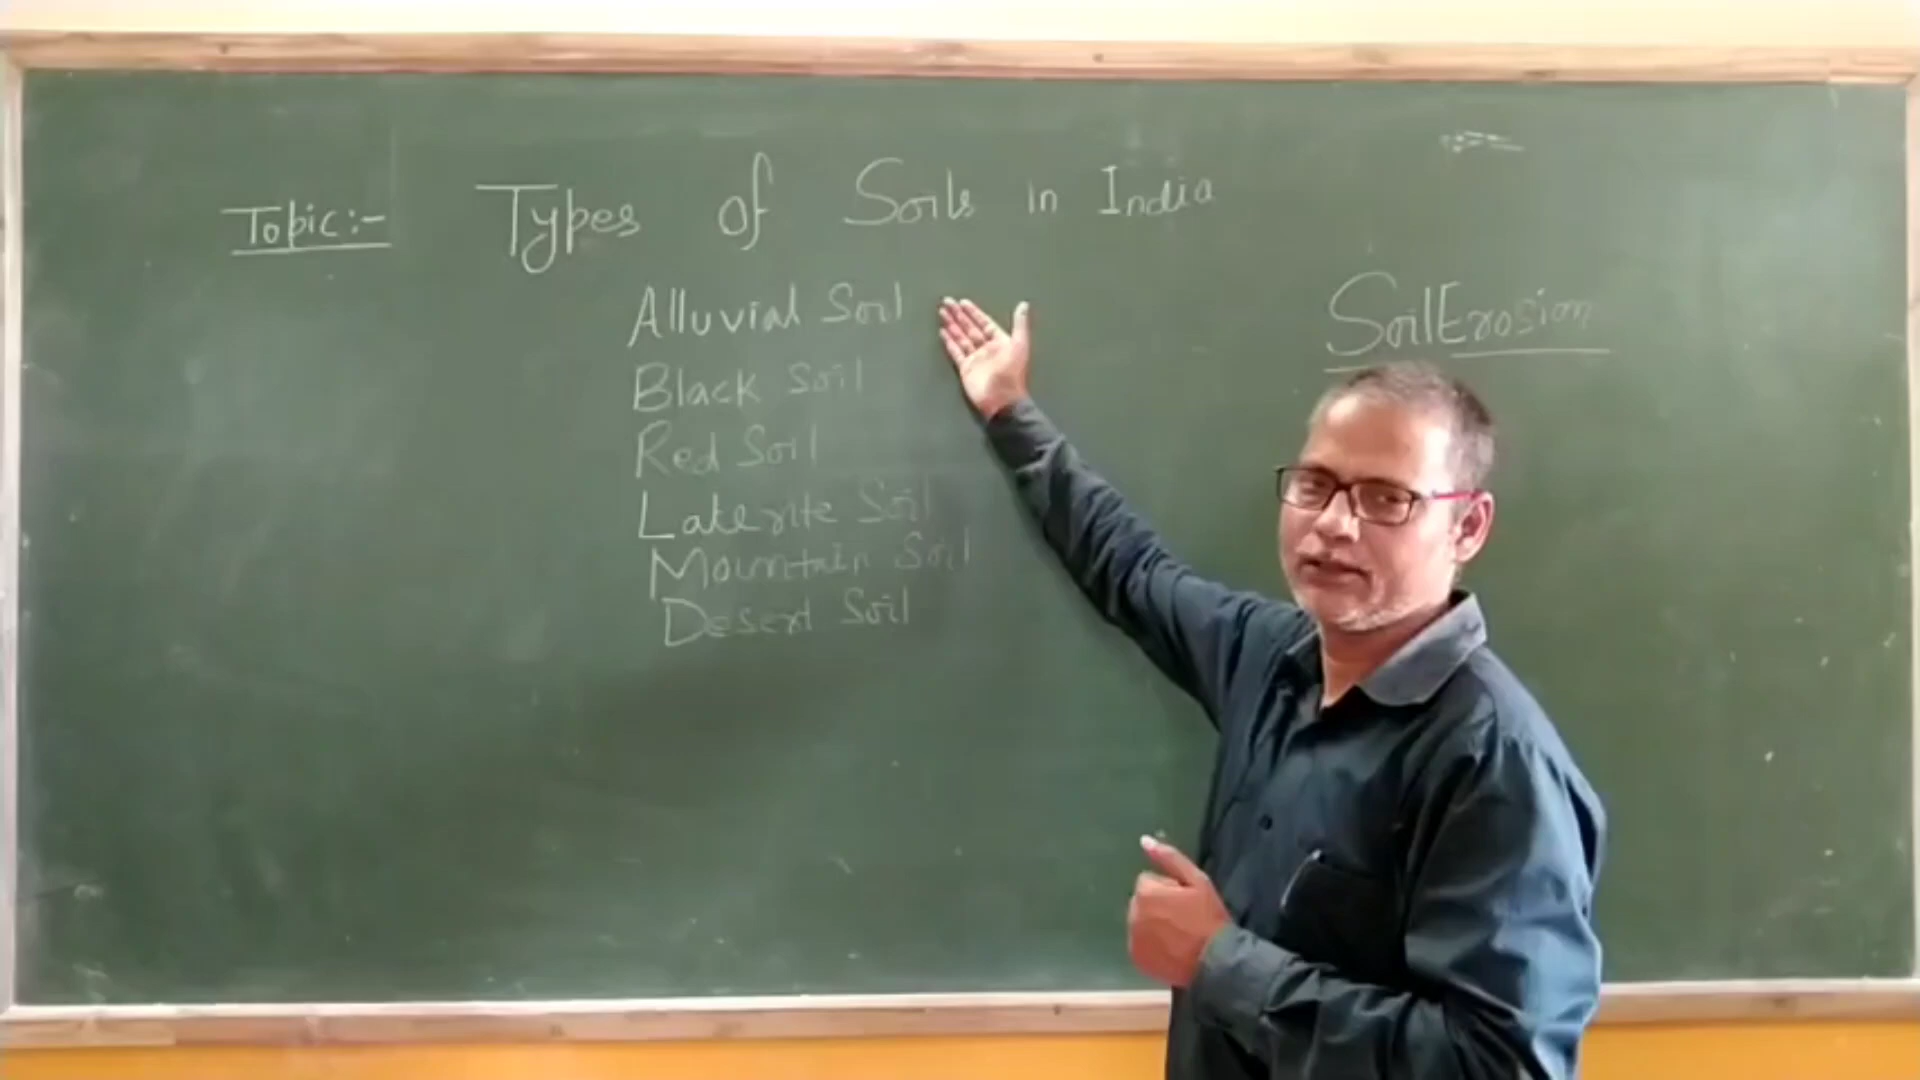 Topic:- Types of Soils in India
Alluvial Soil
Black Soil
Red Soil
Laterite Soil
Mountain Soil
Desert Soil
Soil Erosion